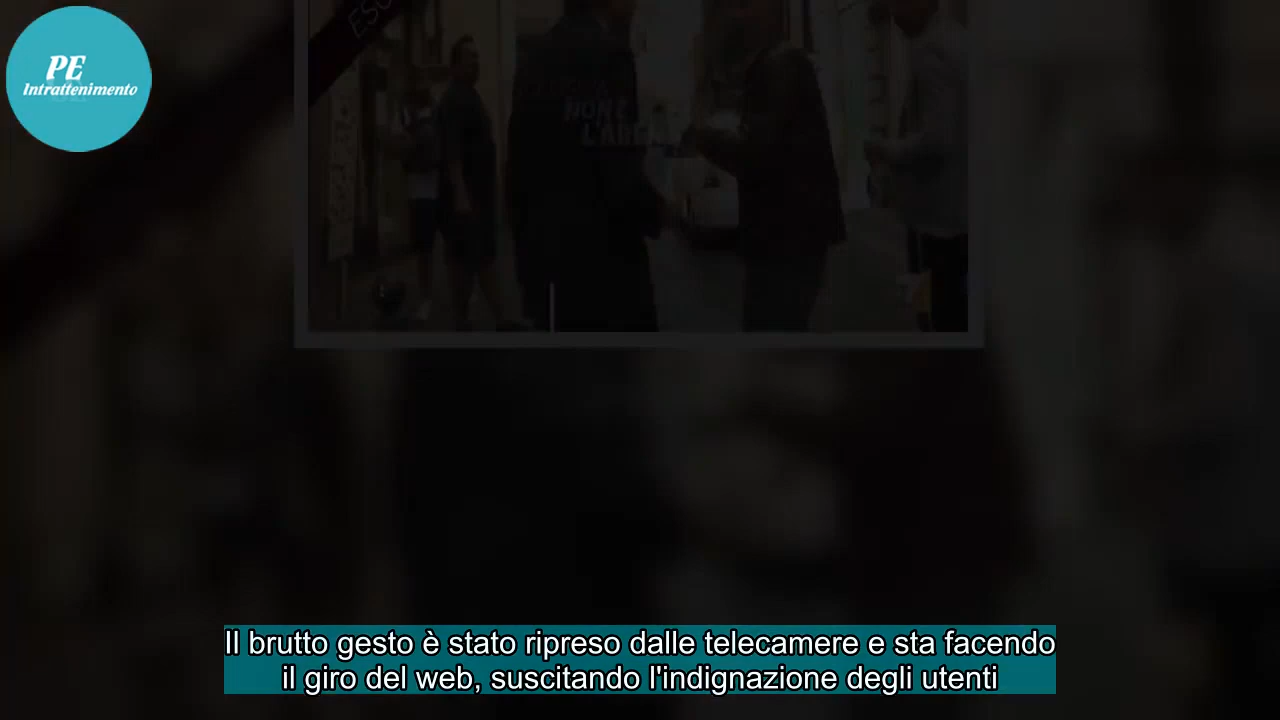 PE
Intrattenimento
Il brutto gesto è stato ripreso dalle telecamere e sta facendo
il giro del web, suscitando l'indignazione degli utenti